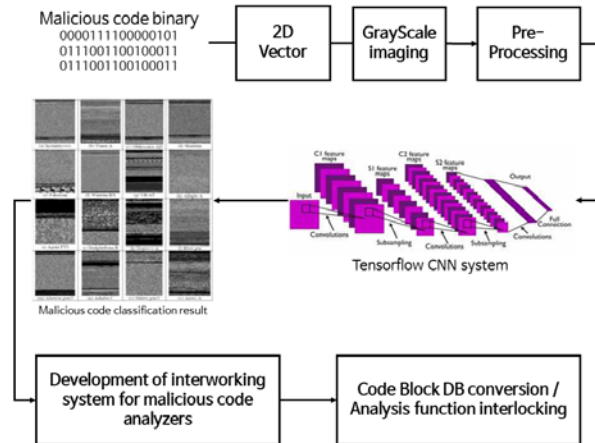 Malicious code binary
0000111100000101
0111001100100011
0111001100100011
2D
Vector
GrayScale
imaging
Pre-
Processing
C1 feature
maps
S1 feature
maps
C2 feature
maps
S2 feature
maps
Output
Input
Full
Connection
Convolutions
Subsampling
Convolutions
Subsampling
Convolutions
Tensorflow CNN system
Malicious code classification result
Development of interworking
system for malicious code
analyzers
Code Block DB conversion /
Analysis function interlocking